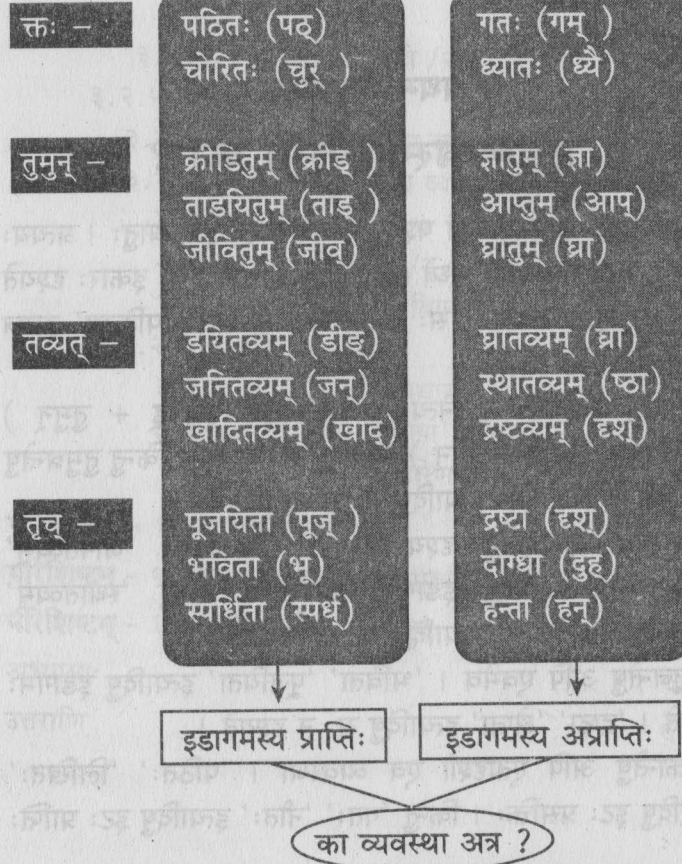 क्तः – पठितः (पठ्) गतः (गम्)
चोरितः (चुर्) ध्यातः (ध्यै)
तुमुन् – क्रीडितुम् (क्रीड्) ज्ञातुम् (ज्ञा)
ताडयितुम् (ताड्) आप्तुम् (आप्)
जीवितुम् (जीव्) घ्रातुम् (घ्रा)
तव्यत् – डयितव्यम् (डीङ्) घ्रातव्यम् (घ्रा)
जनितव्यम् (जन्) स्थातव्यम् (ष्ठा)
खादितव्यम् (खाद्) द्रष्टव्यम् (दृश्)
तृच् – पूजयिता (पूज्) द्रष्टा (दृश्)
भविता (भू) दोग्धा (दुह्)
स्पर्धिता (स्पर्ध्) हन्ता (हन्)
इडागमस्य प्राप्तिः इडागमस्य अप्राप्तिः
का व्यवस्था अत्र ?